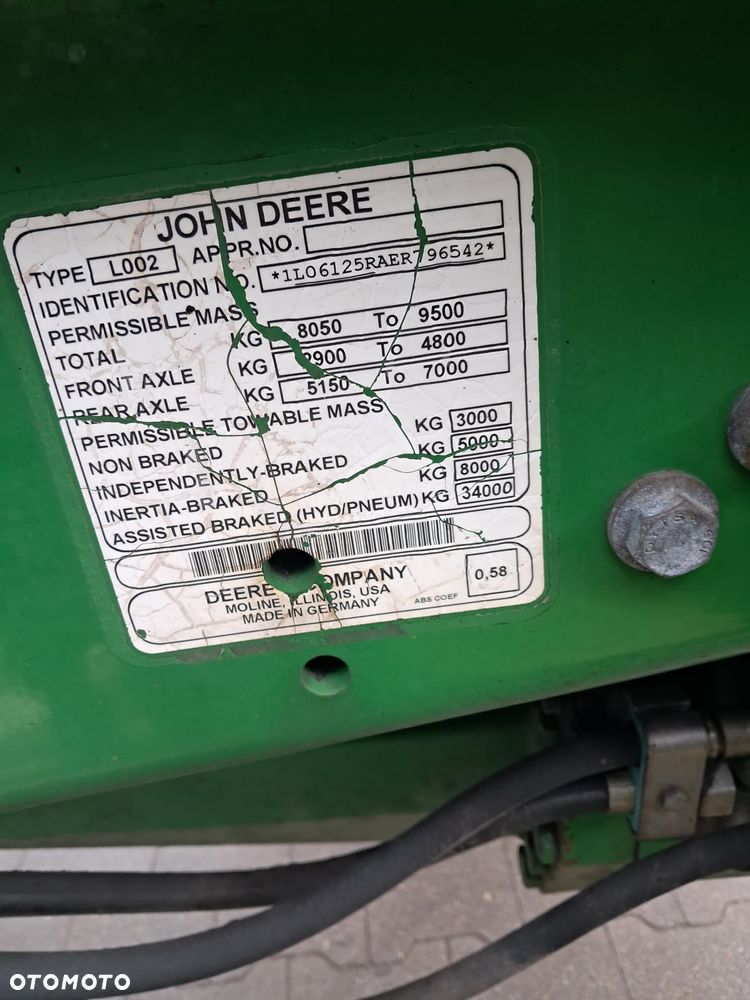 JOHN DEERE
TYPE L002 APPR.NO.
IDENTIFICATION NO. *1L06125RAER796542*
PERMISSIBLE MASS
TOTAL KG 8050 To 9500
FRONT AXLE KG 2900 To 4800
REAR AXLE KG 5150 To 7000
PERMISSIBLE TOWABLE MASS
NON BRAKED KG 3000
INDEPENDENTLY-BRAKED KG 5000
INERTIA-BRAKED KG 8000
ASSISTED BRAKED (HYD/PNEUM) KG 34000
DEERE COMPANY
MOLINE, ILLINOIS, USA
MADE IN GERMANY
ABS COEF 0,58
OTOMOTO